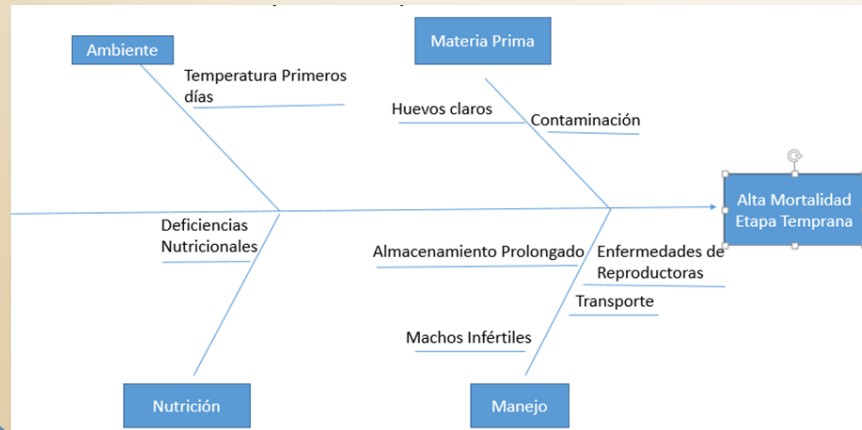 Ambiente
Materia Prima
Temperatura Primeros
días
Huevos claros
Contaminación
Alta Mortalidad
Etapa Temprana
Deficiencias
Nutricionales
Almacenamiento Prolongado
Enfermedades de
Reproductoras
Transporte
Machos Infértiles
Nutrición
Manejo